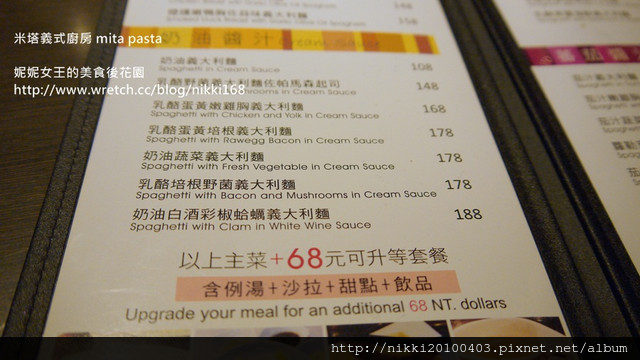 米塔義式廚房 mita pasta
妮妮女王的美食後花園
http://www.wretch.cc/blog/nikki168
148
158
奶油醬汁 Cream Sauce
奶油義大利麵 108
Spaghetti in Cream Sauce
乳酪野菌義大利麵佐帕馬森起司 148
in Cream Sauce
乳酪蛋黃嫩雞胸義大利麵 168
Spaghetti with Chicken and Yolk in Cream Sauce
乳酪蛋黃培根義大利麵 178
Spaghetti with Rawegg Bacon in Cream Sauce
奶油蔬菜義大利麵 178
Spaghetti with Fresh Vegetable in Cream Sauce
乳酪培根野菌義大利麵 178
Spaghetti with Bacon and Mushrooms in Cream Sauce
奶油白酒彩椒蛤蠣義大利麵 188
Spaghetti with Clam in White Wine Sauce
以上主菜+68元可升等套餐
含例湯+沙拉+甜點+飲品
Upgrade your meal for an additional 68 NT. dollars
http://nikki20100403.pixnet.net/album